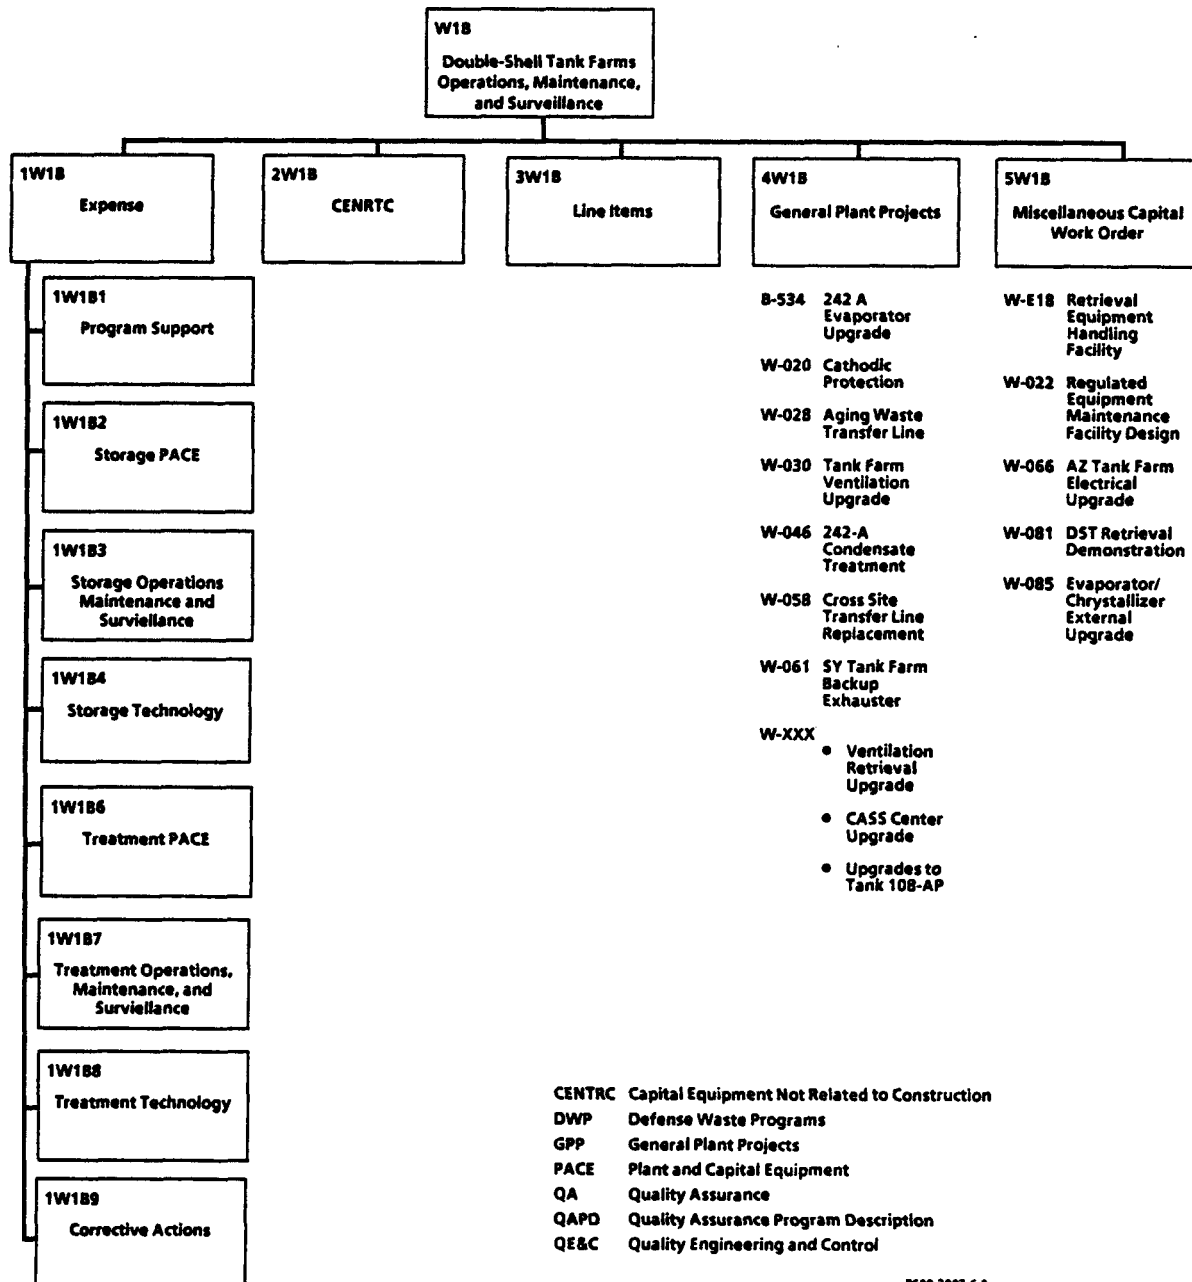 W1B
Double-Shell Tank Farms
Operations, Maintenance,
and Surveillance
1W1B
Expense
2W1B
CENRTC
3W1B
Line Items
4W1B
General Plant Projects
5W1B
Miscellaneous Capital
Work Order
1W1B1
Program Support
1W1B2
Storage PACE
1W1B3
Storage Operations
Maintenance and
Surviellance
1W1B4
Storage Technology
1W1B6
Treatment PACE
1W1B7
Treatment Operations,
Maintenance, and
Surviellance
1W1B8
Treatment Technology
1W1B9
Corrective Actions
B-534 242 A
Evaporator
Upgrade
W-020 Cathodic
Protection
W-028 Aging Waste
Transfer Line
W-030 Tank Farm
Ventilation
Upgrade
W-046 242-A
Condensate
Treatment
W-058 Cross Site
Transfer Line
Replacement
W-061 SY Tank Farm
Backup
Exhauster
W-XXX
• Ventilation
Retrieval
Upgrade
• CASS Center
Upgrade
• Upgrades to
Tank 108-AP
W-E18 Retrieval
Equipment
Handling
Facility
W-022 Regulated
Equipment
Maintenance
Facility Design
W-066 AZ Tank Farm
Electrical
Upgrade
W-081 DST Retrieval
Demonstration
W-085 Evaporator/
Chrystallizer
External
Upgrade
CENTRC Capital Equipment Not Related to Construction
DWP Defense Waste Programs
GPP General Plant Projects
PACE Plant and Capital Equipment
QA Quality Assurance
QAPD Quality Assurance Program Description
QE&C Quality Engineering and Control